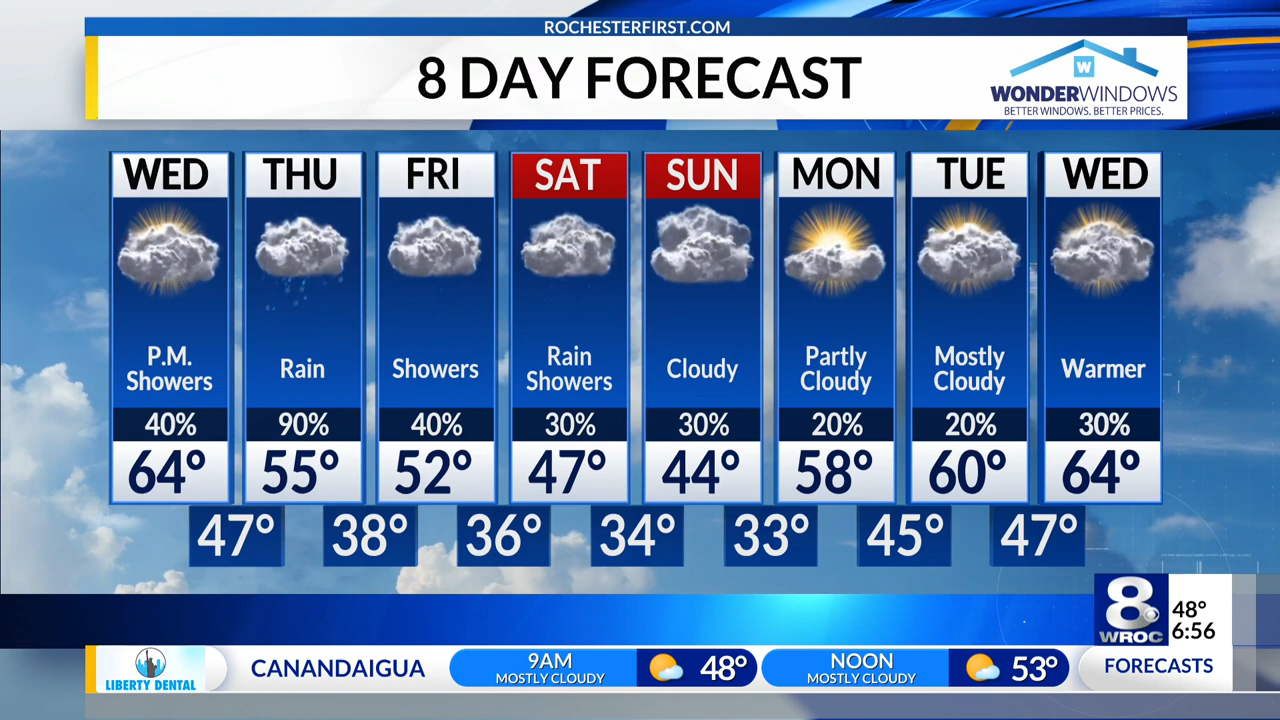 ROCHESTERFIRST.COM
8 DAY FORECAST
W
WONDERWINDOWS
BETTER WINDOWS. BETTER PRICES.
WED THU FRI SAT SUN MON TUE WED
P.M. Showers
Rain
Showers
Rain Showers
Cloudy
Partly Cloudy
Mostly Cloudy
Warmer
40% 90% 40% 30% 30% 20% 20% 30%
64° 55° 52° 47° 44° 58° 60° 64°
47° 38° 36° 34° 33° 45° 47°
8
WROC
48°
6:56
LIBERTY DENTAL
CANANDAIGUA
9AM
MOSTLY CLOUDY
48°
NOON
MOSTLY CLOUDY
53°
FORECASTS